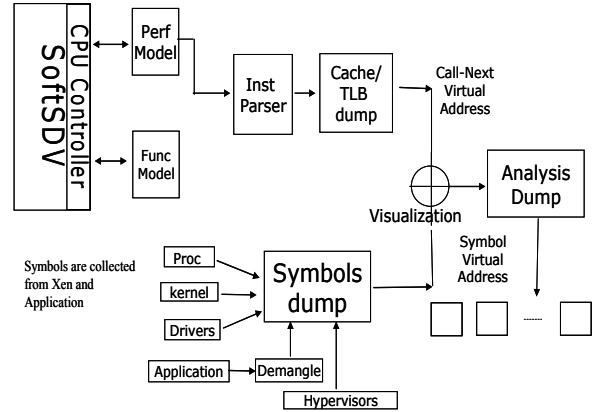 SoftSDV
CPU Controller
Perf
Model
Func
Model
Inst
Parser
Cache/
TLB
dump
Call-Next
Virtual
Address
Visualization
Analysis
Dump
Symbol
Virtual
Address
Symbols are collected
from Xen and
Application
Proc
kernel
Drivers
Symbols
dump
Application
Demangle
Hypervisors